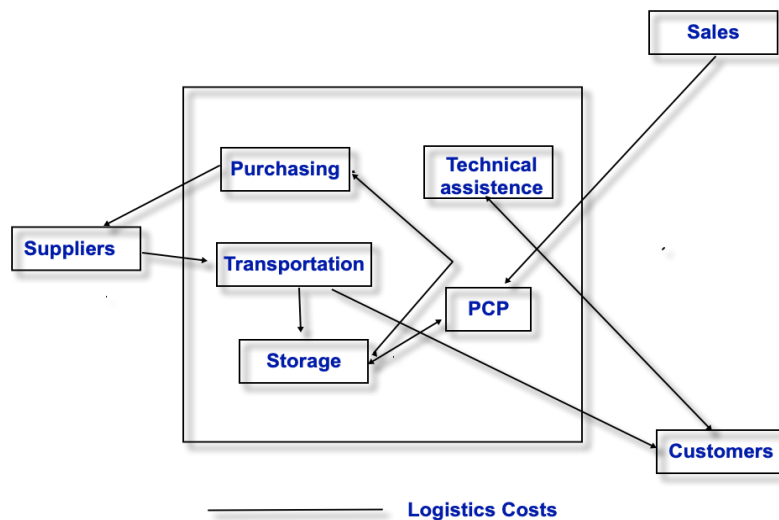 Sales
Purchasing
Technical
assistence
Suppliers
Transportation
PCP
Storage
Customers
Logistics Costs